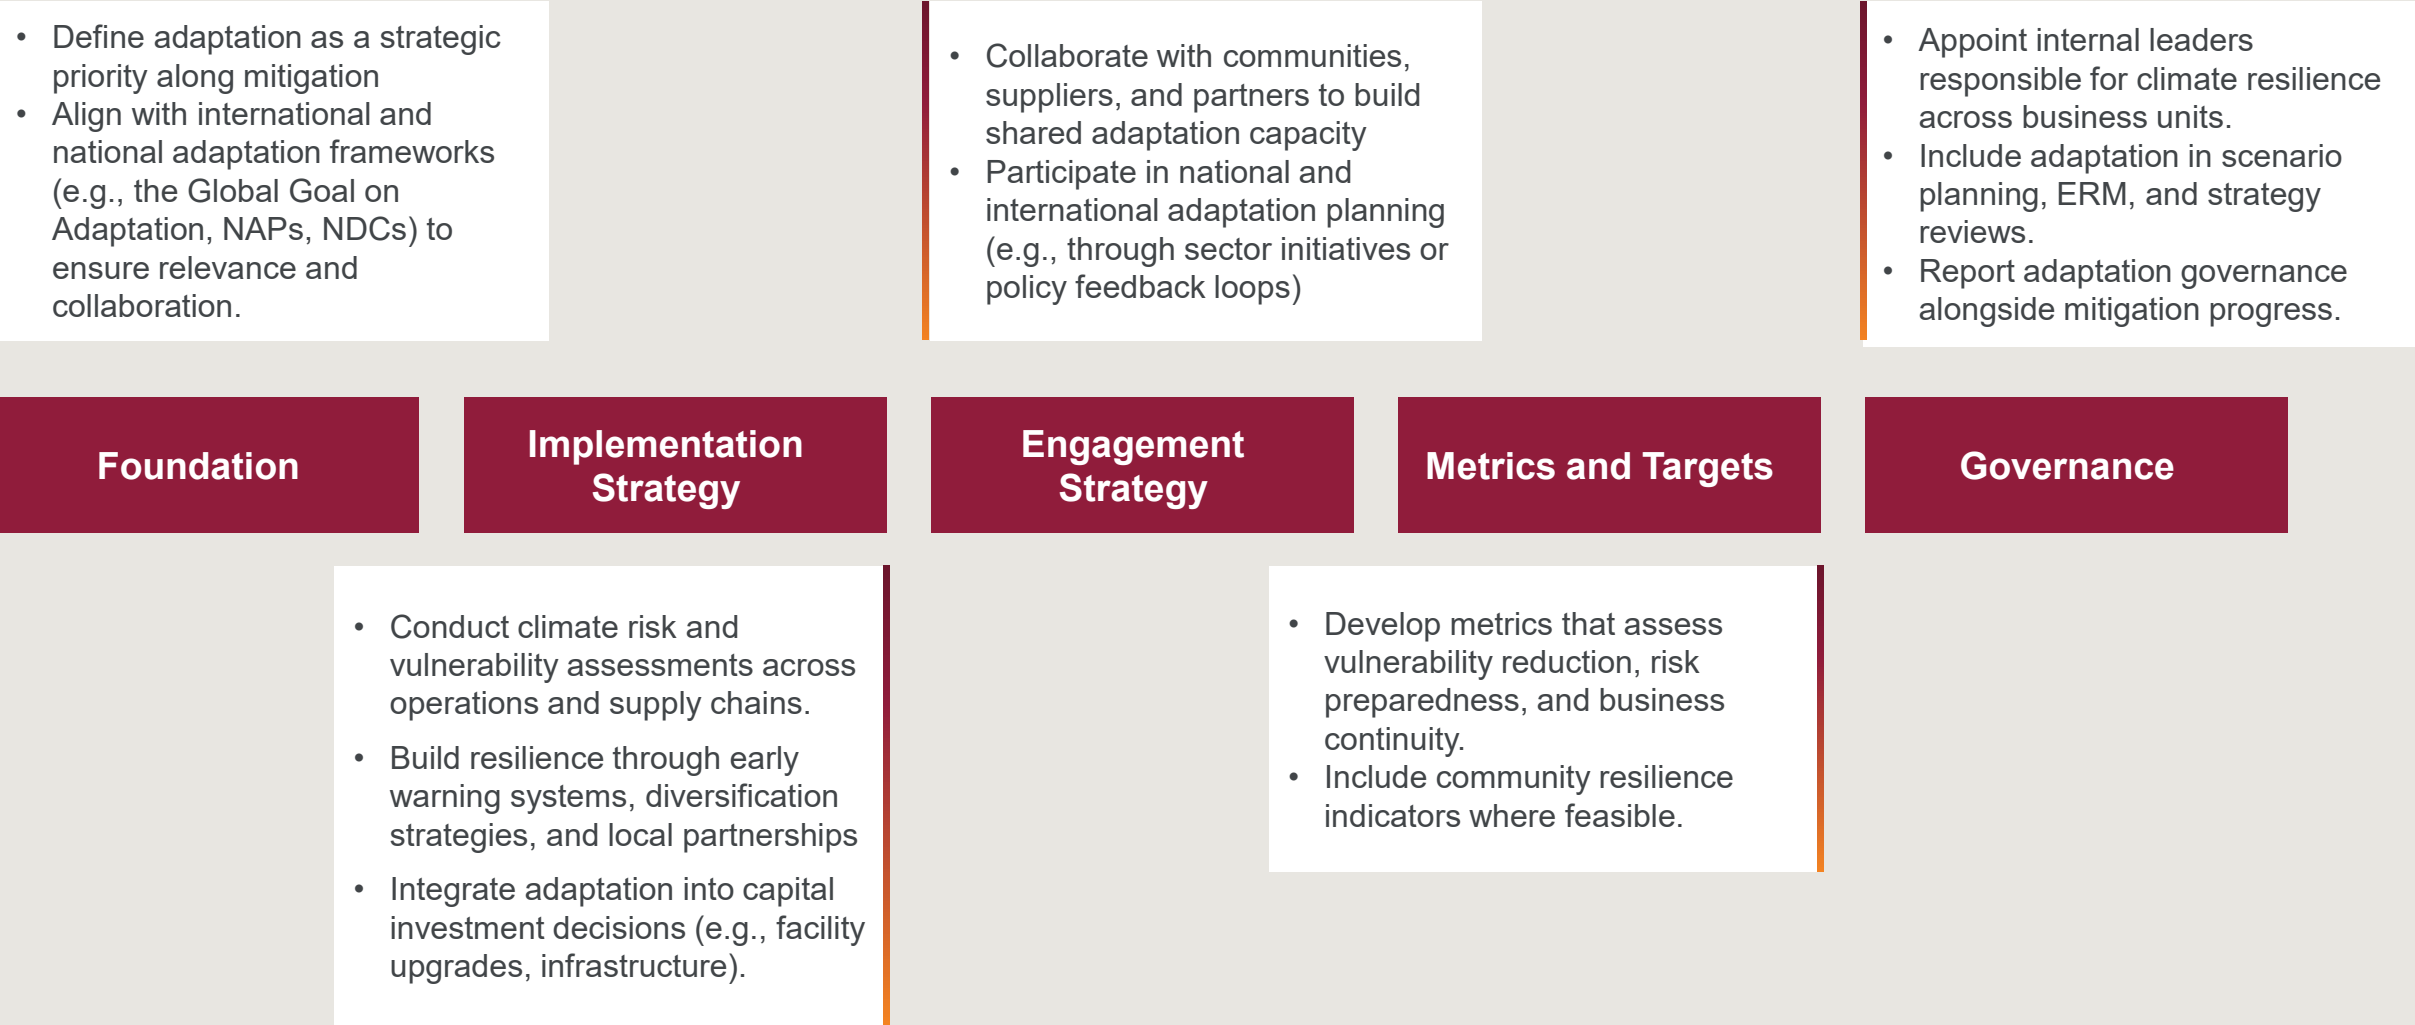 • Define adaptation as a strategic
priority along mitigation
• Align with international and
national adaptation frameworks
(e.g., the Global Goal on
Adaptation, NAPs, NDCs) to
ensure relevance and
collaboration.
• Collaborate with communities,
suppliers, and partners to build
shared adaptation capacity
• Participate in national and
international adaptation planning
(e.g., through sector initiatives or
policy feedback loops)
• Appoint internal leaders
responsible for climate resilience
across business units.
• Include adaptation in scenario
planning, ERM, and strategy
reviews.
• Report adaptation governance
alongside mitigation progress.
Foundation
Implementation
Strategy
Engagement
Strategy
Metrics and Targets
Governance
• Conduct climate risk and
vulnerability assessments across
operations and supply chains.
• Build resilience through early
warning systems, diversification
strategies, and local partnerships
• Integrate adaptation into capital
investment decisions (e.g., facility
upgrades, infrastructure).
• Develop metrics that assess
vulnerability reduction, risk
preparedness, and business
continuity.
• Include community resilience
indicators where feasible.